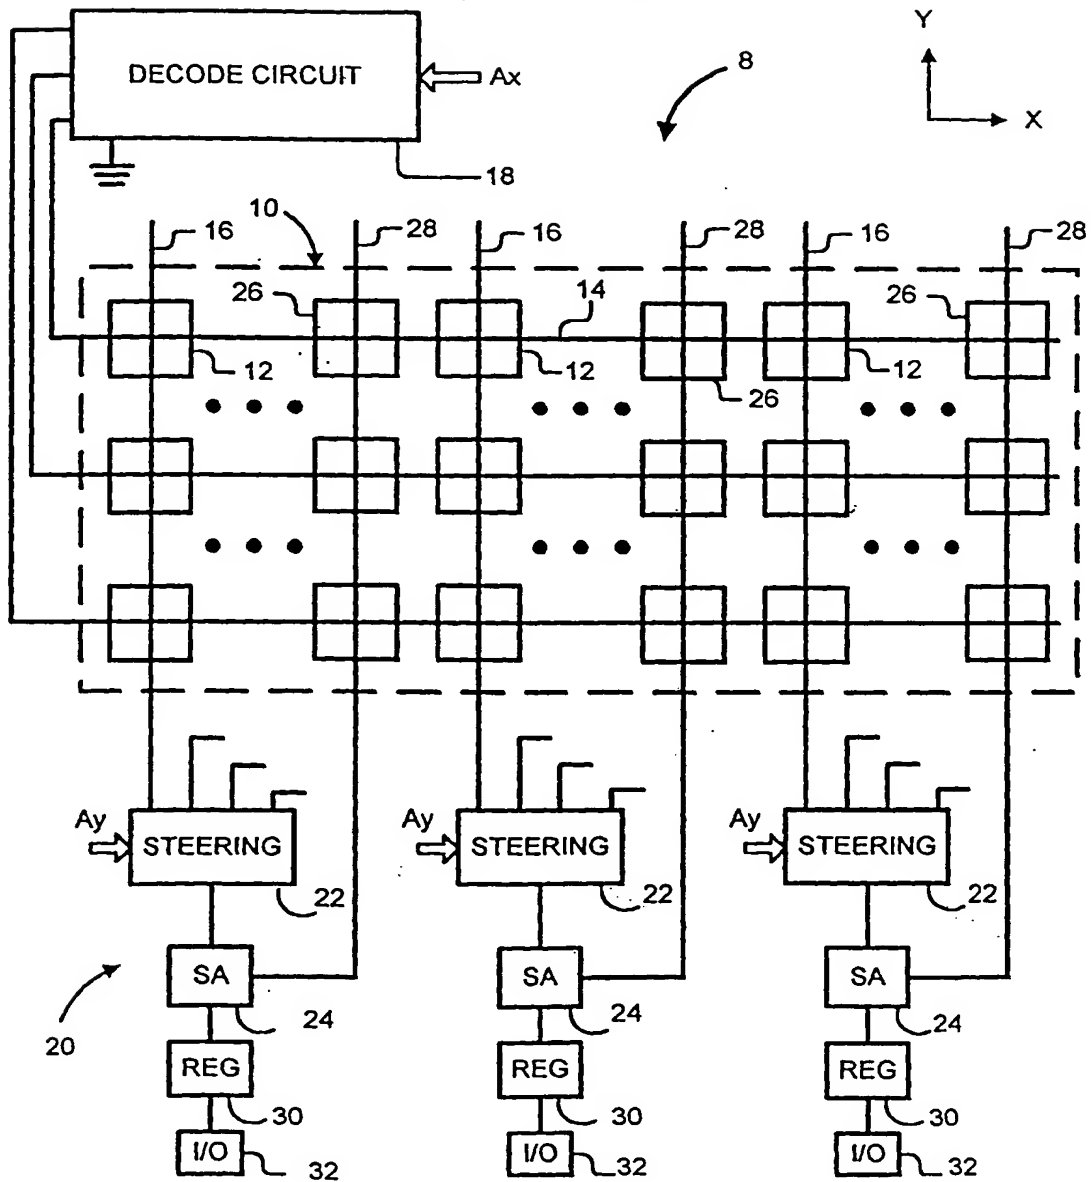 Y
DECODE CIRCUIT
Ax
8
X
18
10
16
28
16
28
16
28
26
14
26
12
12
26
12
Ay
STEERING
22
Ay
STEERING
22
Ay
STEERING
22
SA
24
SA
24
SA
24
20
REG
30
REG
30
REG
30
I/O
32
I/O
32
I/O
32